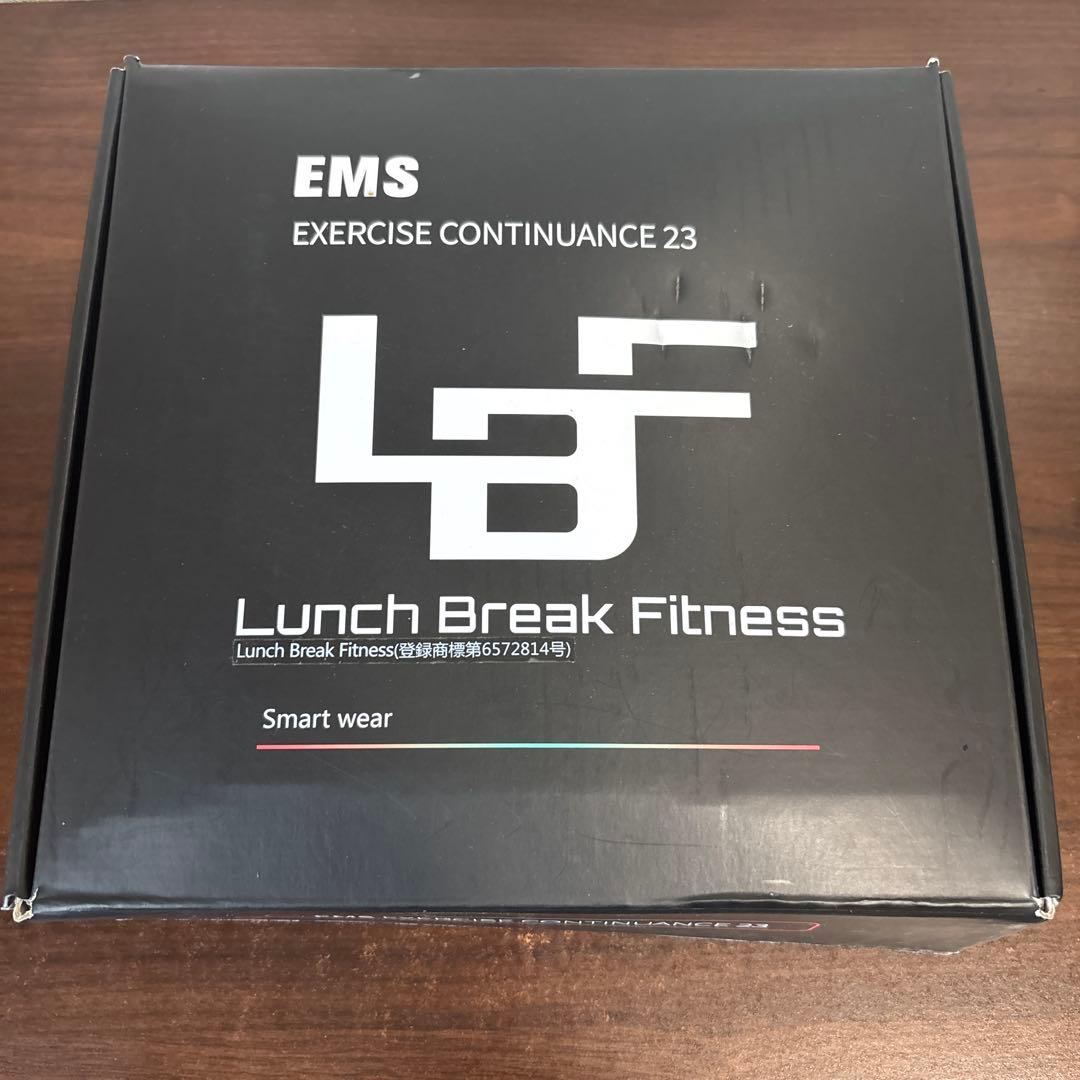 EMS
EXERCISE CONTINUANCE 23
LBF
Lunch Break Fitness
Lunch Break Fitness(登録商標第6572814号)
Smart wear
EMS EXERCISE CONTINUANCE 23